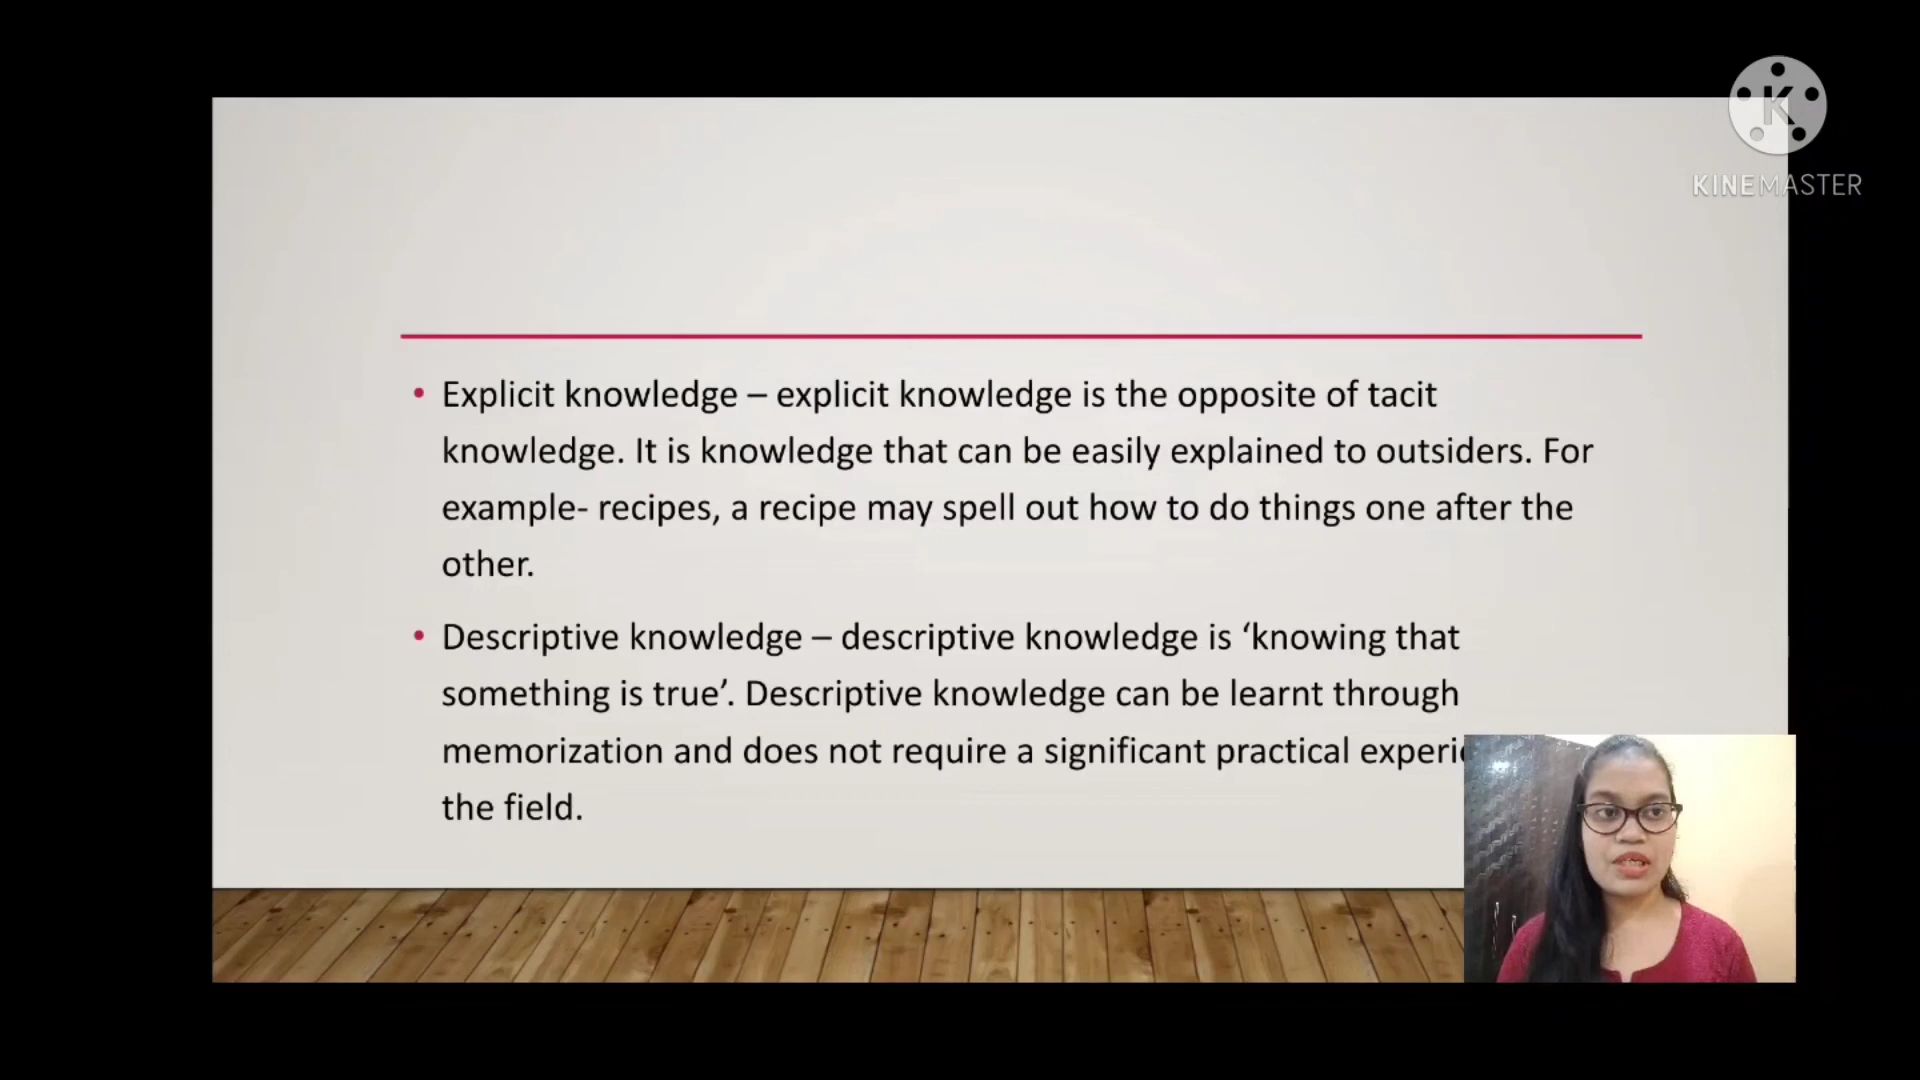 K
KINEMASTER
• Explicit knowledge – explicit knowledge is the opposite of tacit
knowledge. It is knowledge that can be easily explained to outsiders. For
example- recipes, a recipe may spell out how to do things one after the
other.
• Descriptive knowledge – descriptive knowledge is ‘knowing that
something is true’. Descriptive knowledge can be learnt through
memorization and does not require a significant practical
the field.